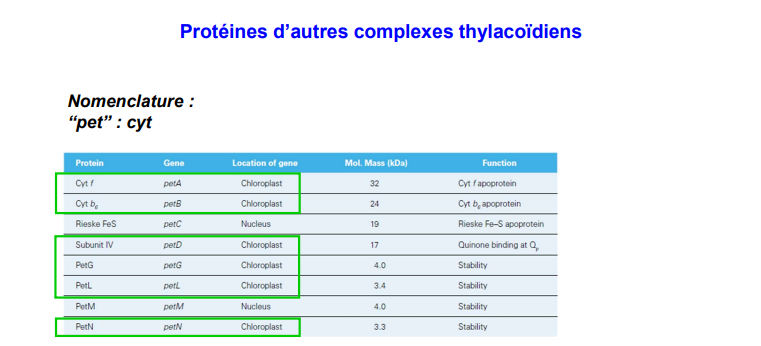 Protéines d’autres complexes thylacoïdiens
Nomenclature :
“pet” : cyt
Protein Gene Location of gene Mol. Mass (kDa) Function
Cyt f petA Chloroplast 32 Cyt f apoprotein
Cyt b6 petB Chloroplast 24 Cyt b6 apoprotein
Rieske FeS petC Nucleus 19 Rieske Fe–S apoprotein
Subunit IV petD Chloroplast 17 Quinone binding at Qp
PetG petG Chloroplast 4.0 Stability
PetL petL Chloroplast 3.4 Stability
PetM petM Nucleus 4.0 Stability
PetN petN Chloroplast 3.3 Stability